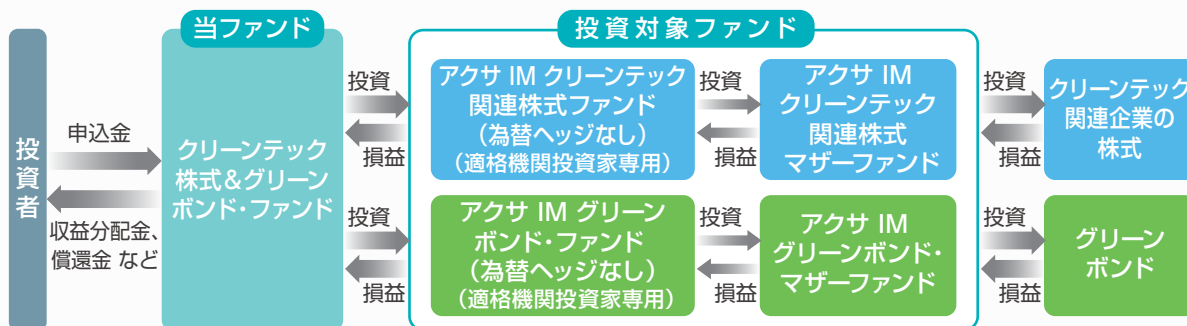 当ファンド
投資対象ファンド
投資者
申込金
収益分配金、
償還金 など
クリーンテック
株式&グリーン
ボンド・ファンド
投資
損益
アクサ IM クリーンテック
関連株式ファンド
(為替ヘッジなし)
(適格機関投資家専用)
投資
損益
アクサ IM
クリーンテック
関連株式
マザーファンド
投資
損益
クリーンテック
関連企業の
株式
投資
損益
アクサ IM グリーン
ボンド・ファンド
(為替ヘッジなし)
(適格機関投資家専用)
投資
損益
アクサ IM
グリーンボンド・
マザーファンド
投資
損益
グリーン
ボンド